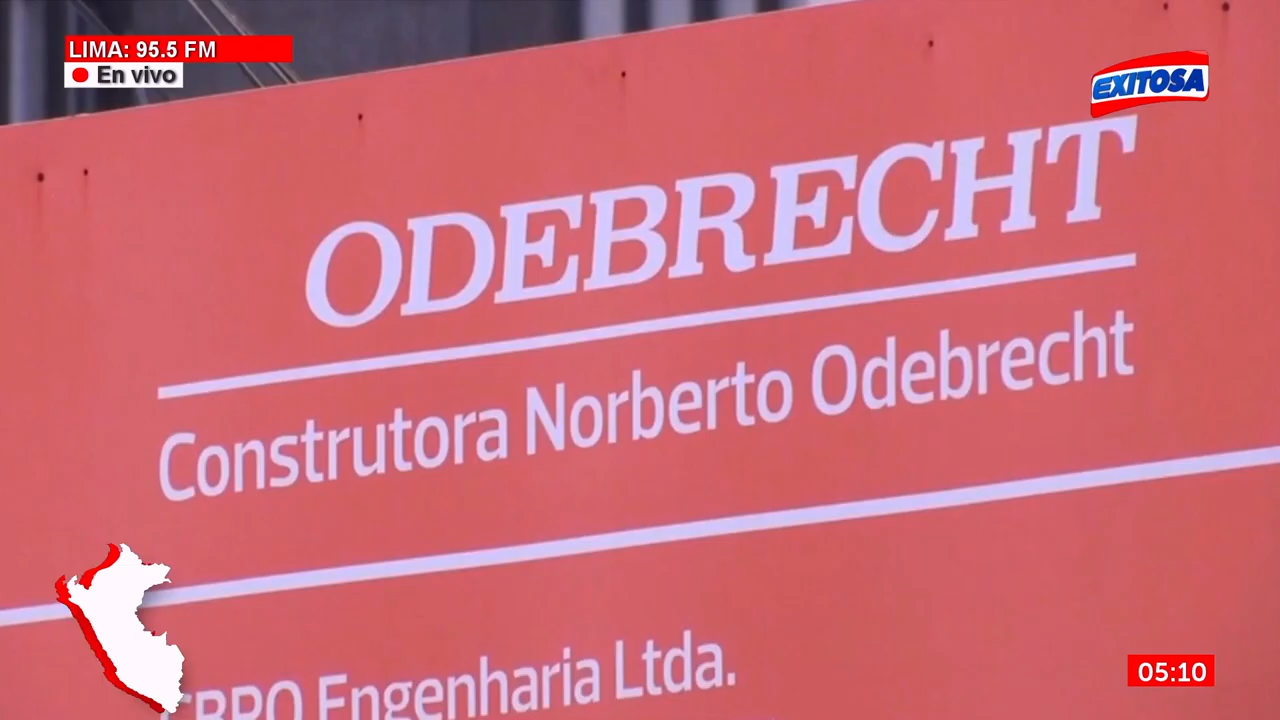 LIMA: 95.5 FM
En vivo
EXITOSA
ODEBRECHT
Construtora Norberto Odebrecht
Engenharia Ltda.
05:10